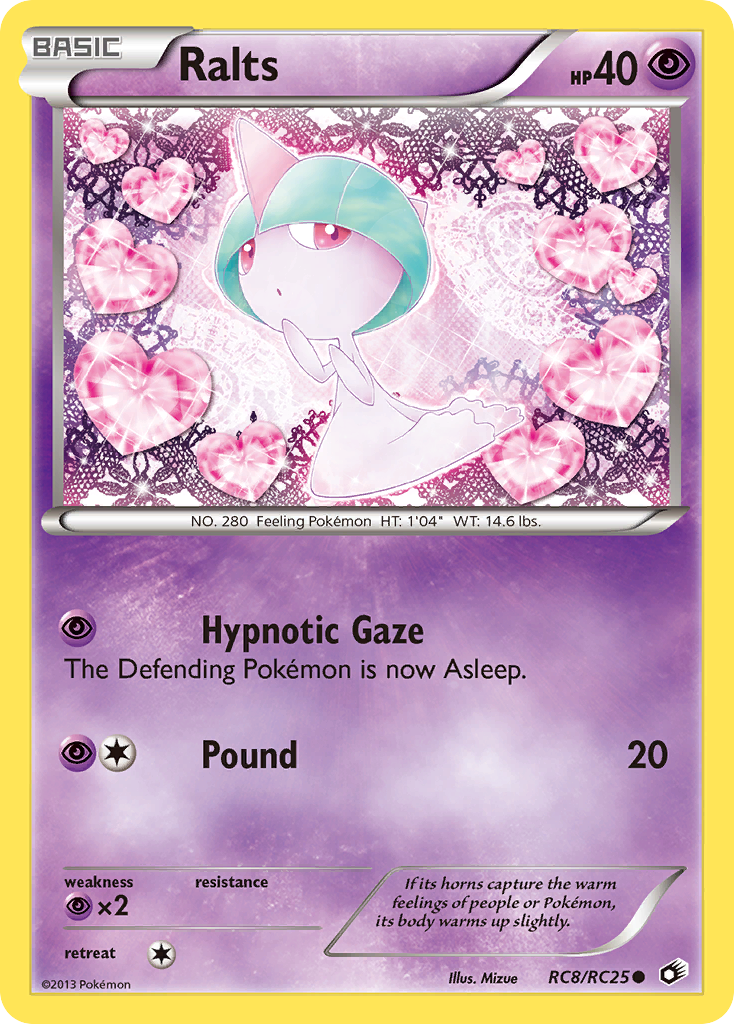 BASIC
Ralts
HP40
NO. 280 Feeling Pokémon HT: 1'04" WT: 14.6 lbs.
Hypnotic Gaze
The Defending Pokémon is now Asleep.
Pound 20
weakness resistance
×2
If its horns capture the warm
feelings of people or Pokémon,
its body warms up slightly.
retreat
©2013 Pokémon
Illus. Mizue RC8/RC25